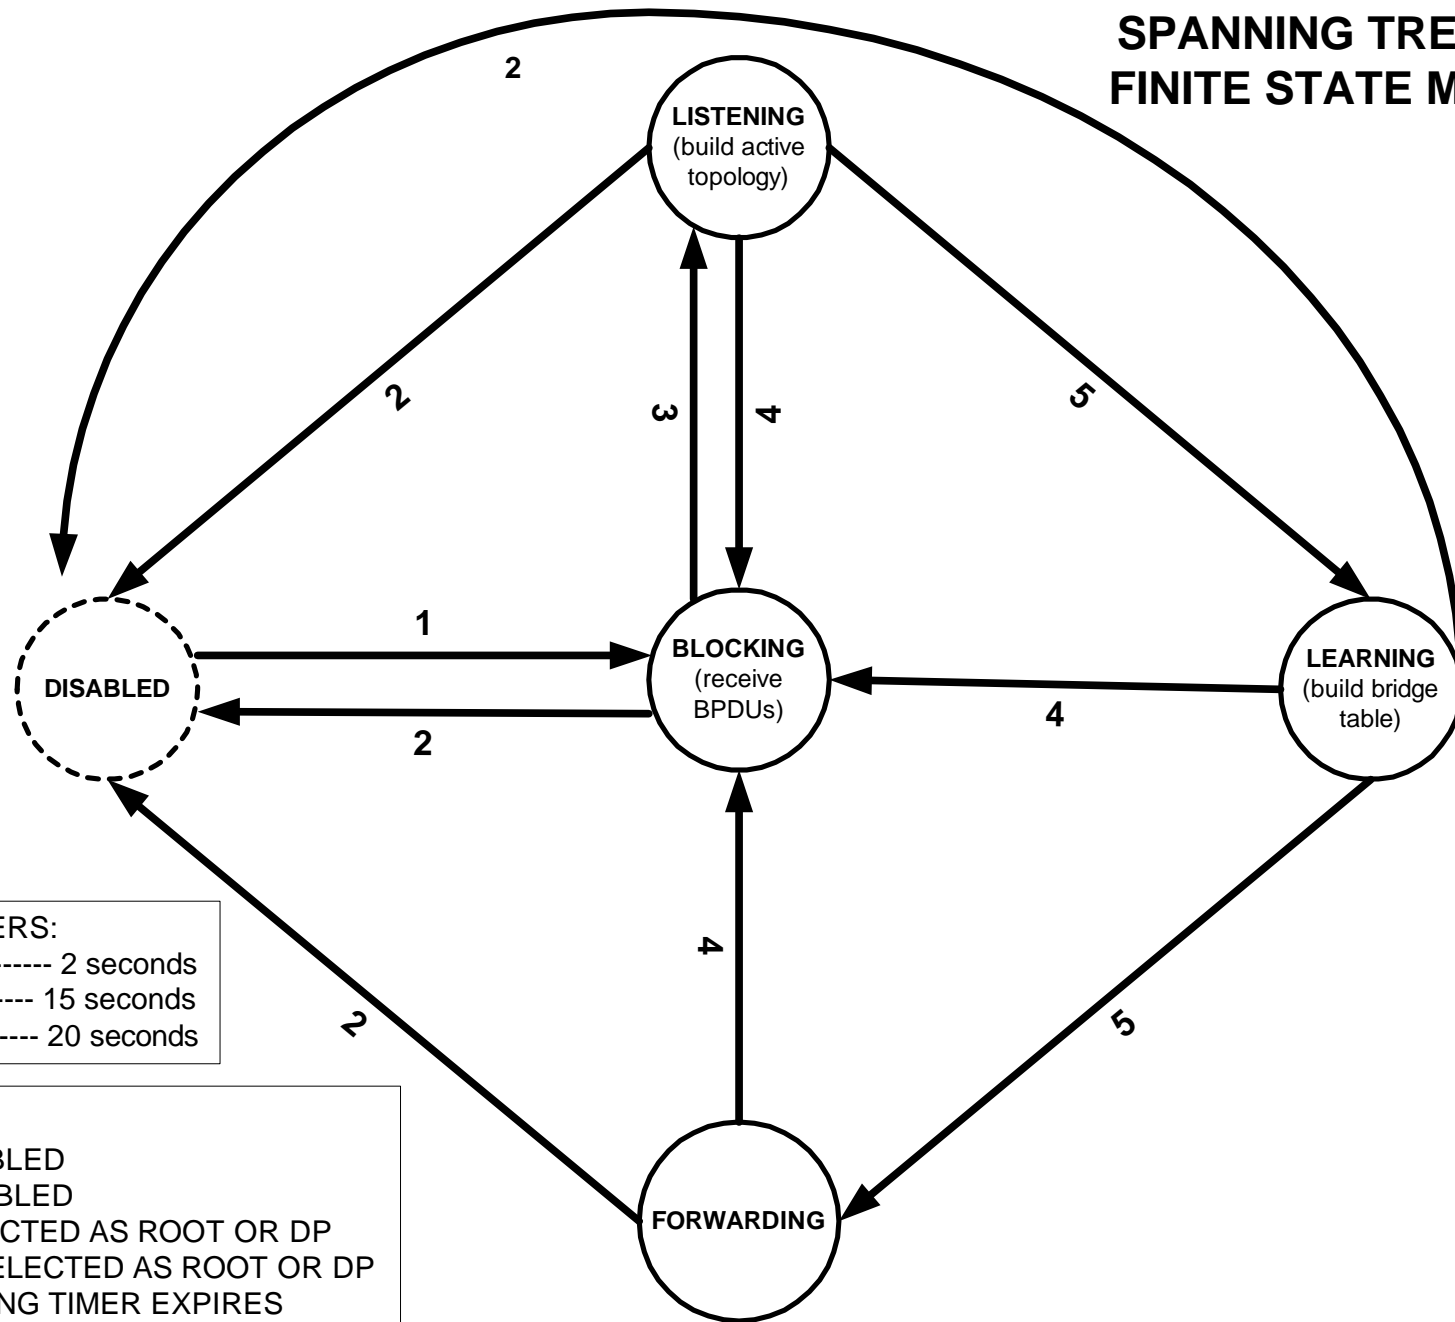 SPANNING TRE
FINITE STATE M
2
LISTENING
(build active
topology)
2
3
4
5
1
DISABLED
BLOCKING
(receive
BPDUs)
LEARNING
(build bridge
table)
2
4
ERS:
------ 2 seconds
---- 15 seconds
---- 20 seconds
2
4
5
BLED
ABLED
ECTED AS ROOT OR DP
ELECTED AS ROOT OR DP
NG TIMER EXPIRES
FORWARDING